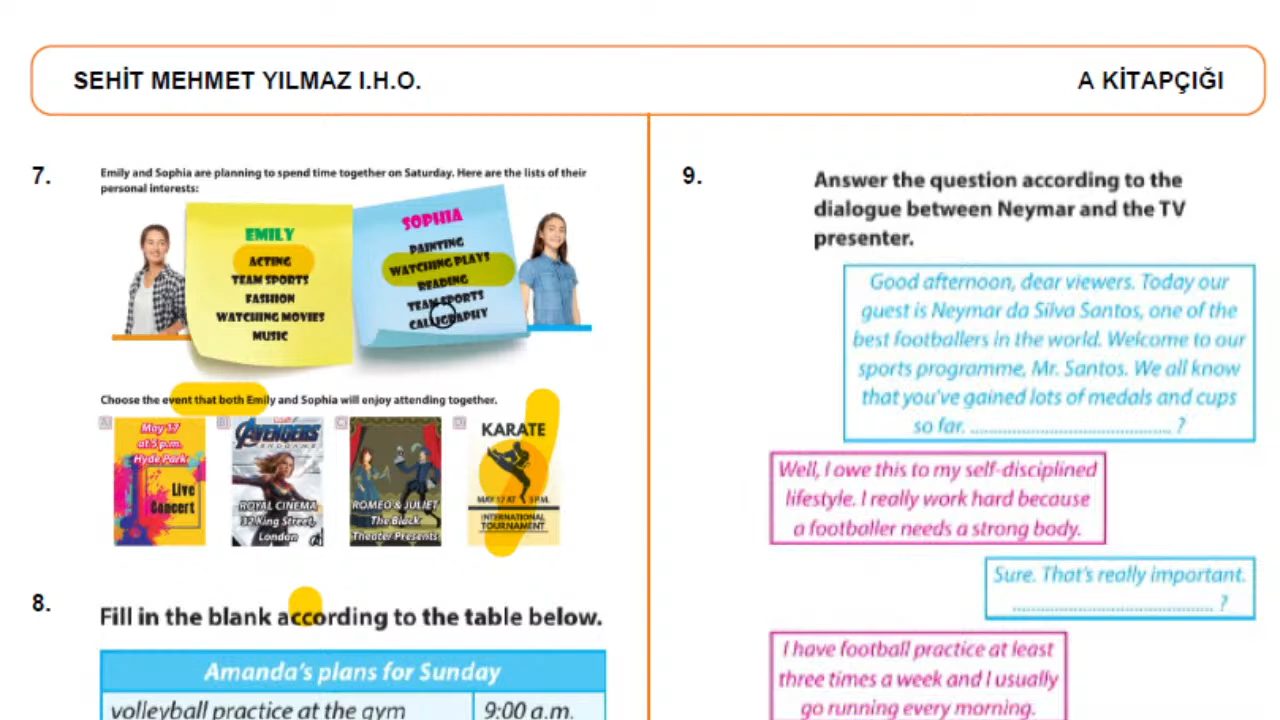 SEHİT MEHMET YILMAZ I.H.O.
A KİTAPÇIĞI
7.
Emily and Sophia are planning to spend time together on Saturday. Here are the lists of their
personal interests:
EMILY
ACTING
TEAM SPORTS
FASHION
WATCHING MOVIES
MUSIC
SOPHIA
PAINTING
WATCHING PLAYS
READING
TEAM SPORTS
CALLIGRAPHY
Choose the event that both Emily and Sophia will enjoy attending together.
A)
May 17
at 5 p.m.
Hyde Park
Live
Concert
B)
AVENGERS
ENDGAME
ROYAL CINEMA
32 King Street,
London
C)
ROMEO & JULIET
The Black
Theater Presents
D)
KARATE
MAY 17 AT 3 P.M.
INTERNATIONAL
TOURNAMENT
8.
Fill in the blank according to the table below.
Amanda's plans for Sunday
volleyball practice at the gym
9:00 a.m.
9.
Answer the question according to the
dialogue between Neymar and the TV
presenter.
Good afternoon, dear viewers. Today our
guest is Neymar da Silva Santos, one of the
best footballers in the world. Welcome to our
sports programme, Mr. Santos. We all know
that you've gained lots of medals and cups
so far. ............................................ ?
Well, I owe this to my self-disciplined
lifestyle. I really work hard because
a footballer needs a strong body.
Sure. That's really important.
............................................ ?
I have football practice at least
three times a week and I usually
go running every morning.